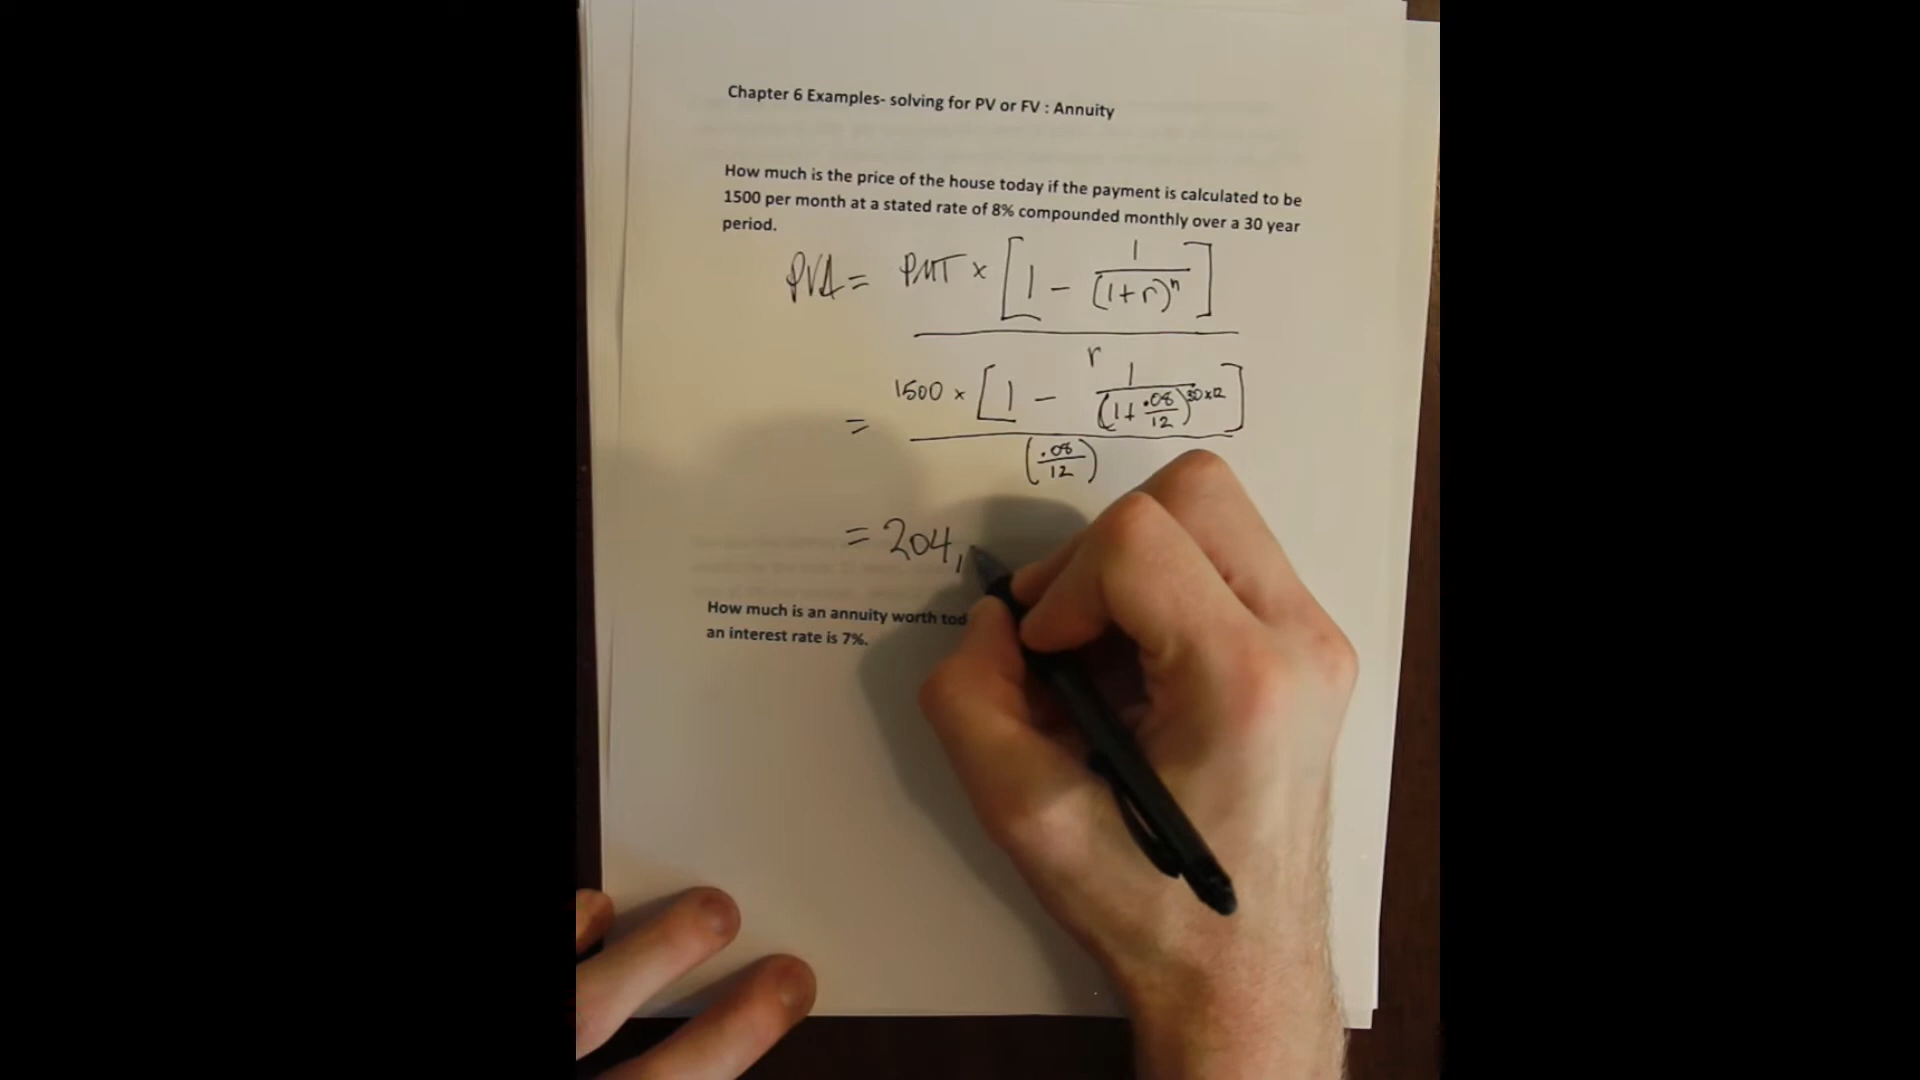 Chapter 6 Examples- solving for PV or FV : Annuity
How much is the price of the house today if the payment is calculated to be
1500 per month at a stated rate of 8% compounded monthly over a 30 year
period.
PVA = PMT × [1 - 1/(1+r)^n]
r
= 1500 × [1 - 1/(1+.08/12)^30×12]
(.08/12)
= 204,
How much is an annuity worth tod
an interest rate is 7%.